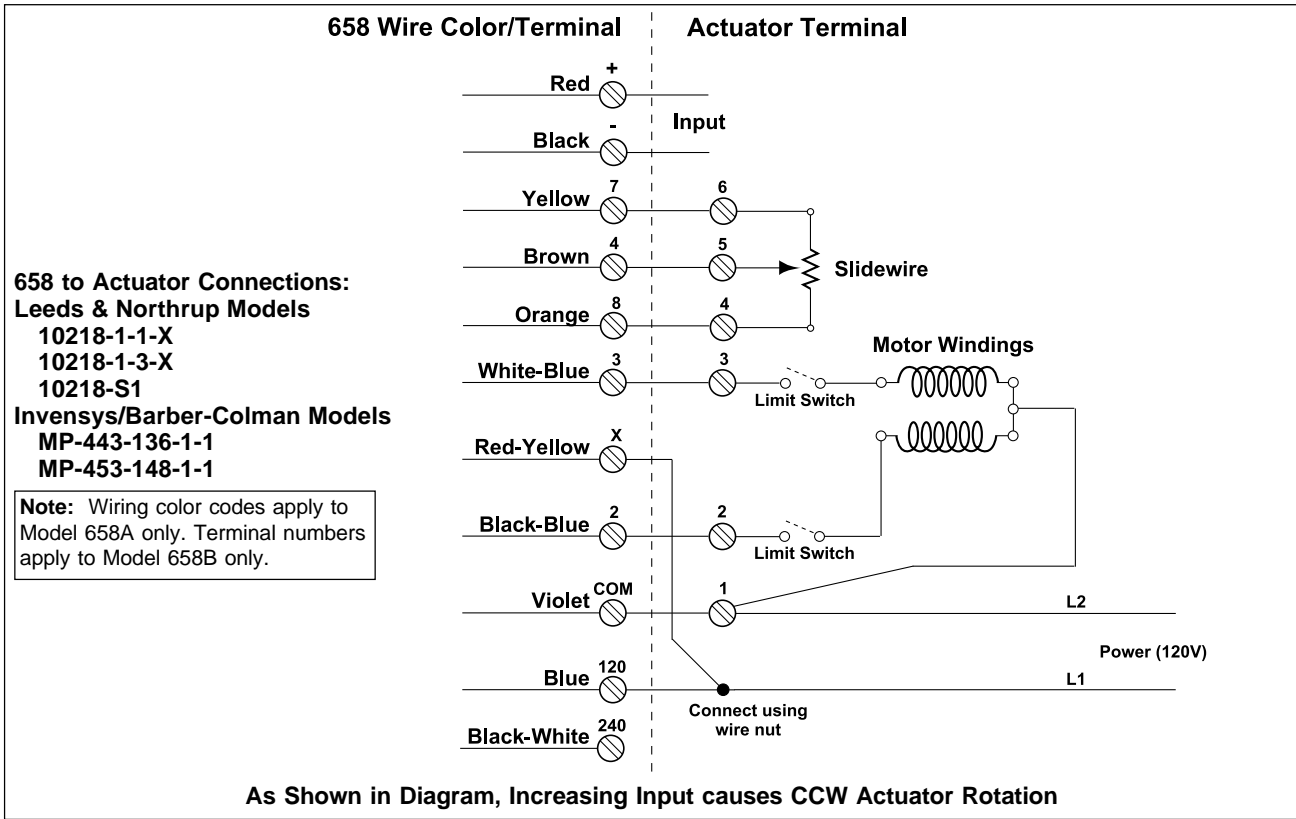 658 Wire Color/Terminal Actuator Terminal
+
Red
Input
-
Black
7 6
Yellow
4 5
Brown
Slidewire
8 4
Orange
658 to Actuator Connections:
Leeds & Northrup Models
10218-1-1-X
10218-1-3-X
10218-S1
Invensys/Barber-Colman Models
MP-443-136-1-1
MP-453-148-1-1
Note: Wiring color codes apply to
Model 658A only. Terminal numbers
apply to Model 658B only.
Motor Windings
3 3
White-Blue
Limit Switch
X
Red-Yellow
2 2
Black-Blue
Limit Switch
COM 1
Violet
L2
Power (120V)
120
Blue
L1
Connect using
wire nut
240
Black-White
As Shown in Diagram, Increasing Input causes CCW Actuator Rotation